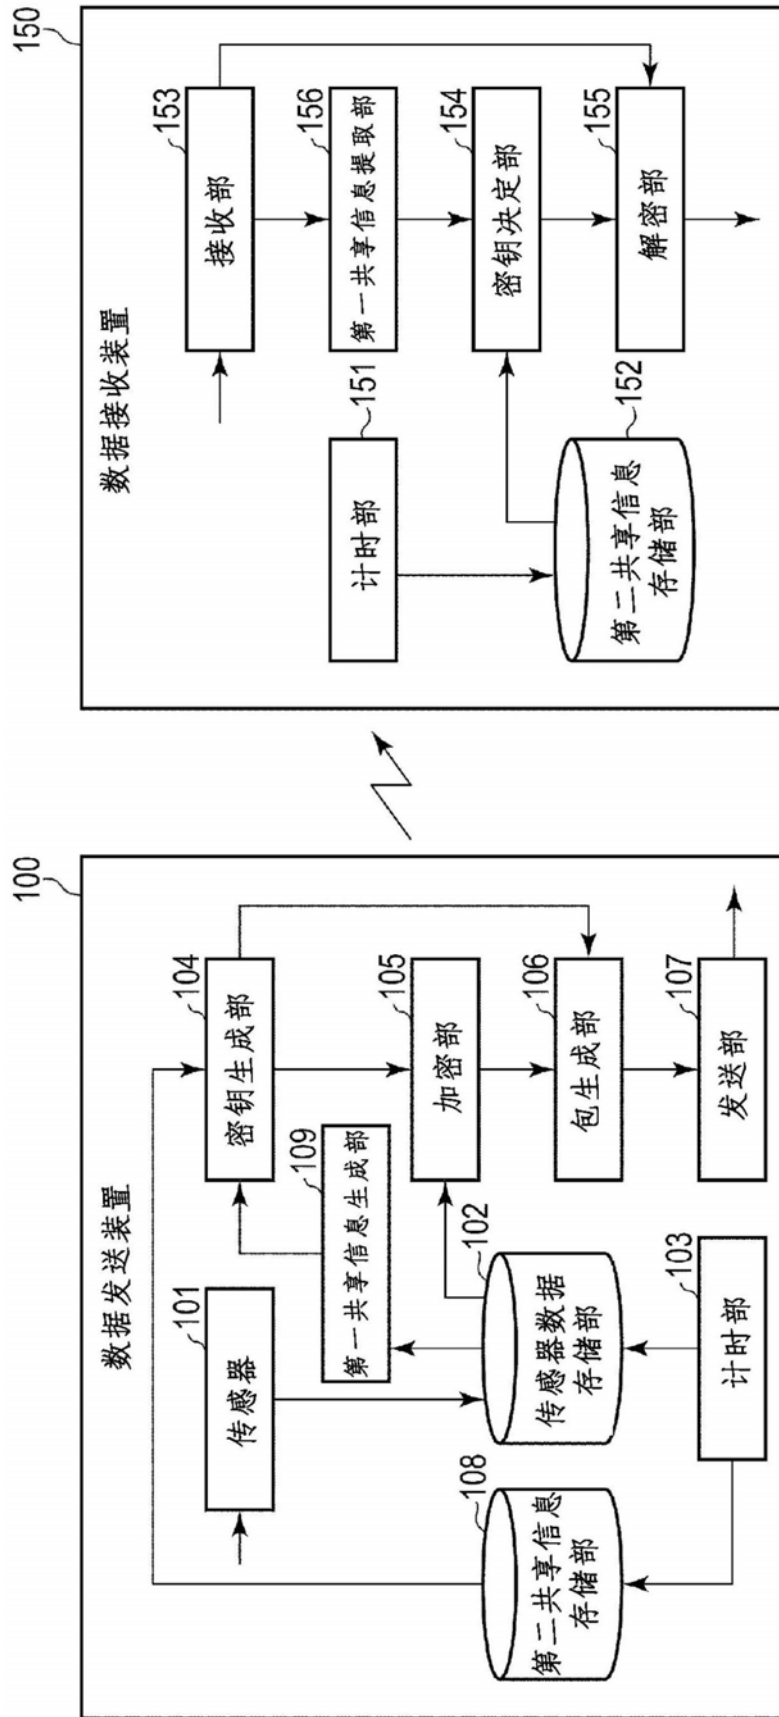 100
数据发送装置
101
传感器
104
密钥生成部
109
第一共享信息生成部
105
加密部
108
第二共享信息
存储部
102
传感器数据
存储部
106
包生成部
103
计时部
107
发送部
150
数据接收装置
153
接收部
151
计时部
156
第一共享信息提取部
154
密钥决定部
152
第二共享信息
存储部
155
解密部